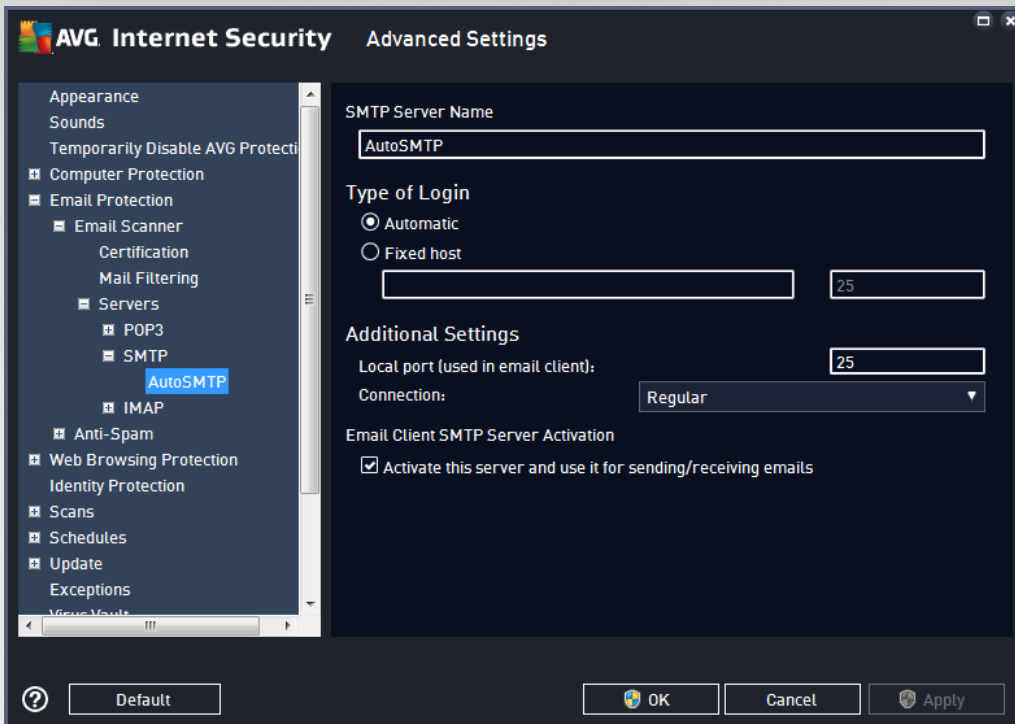 AVG. Internet Security Advanced Settings
Appearance
Sounds
Temporarily Disable AVG Protecti
Computer Protection
Email Protection
Email Scanner
Certification
Mail Filtering
Servers
POP3
SMTP
AutoSMTP
IMAP
Anti-Spam
Web Browsing Protection
Identity Protection
Scans
Schedules
Update
Exceptions
Virus Vault
SMTP Server Name
AutoSMTP
Type of Login
Automatic
Fixed host
25
Additional Settings
Local port (used in email client):
25
Connection:
Regular
Email Client SMTP Server Activation
Activate this server and use it for sending/receiving emails
? Default OK Cancel Apply